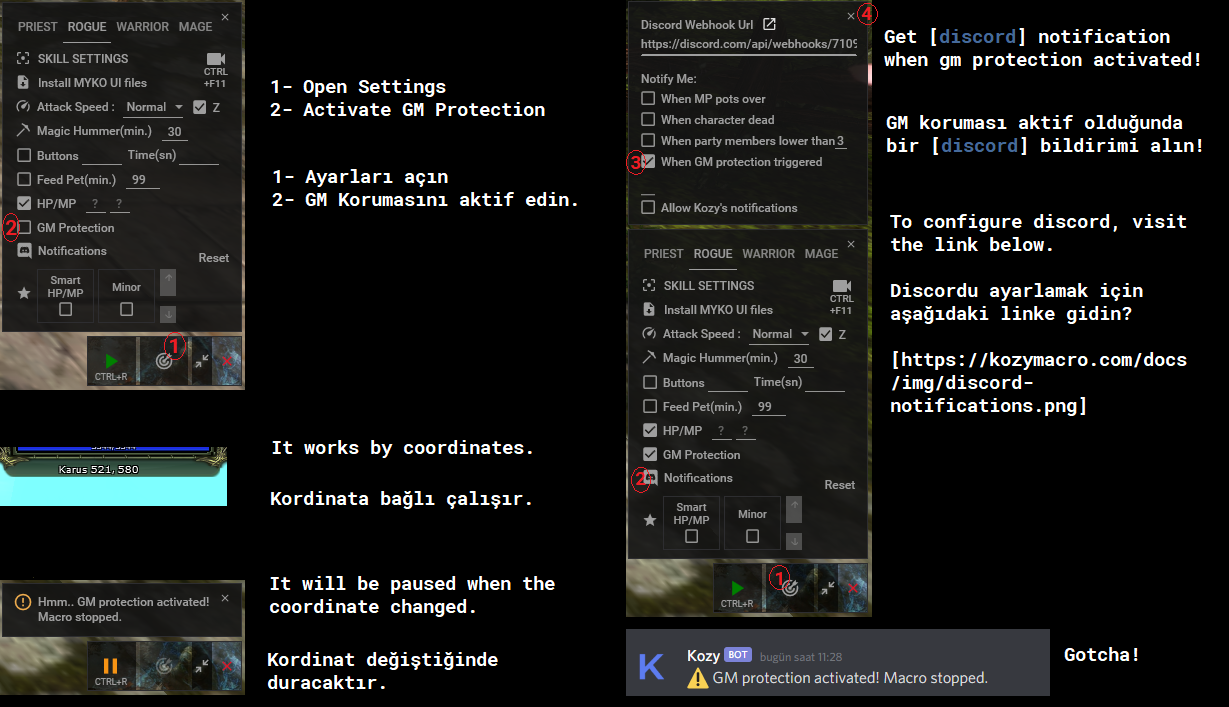 PRIEST ROGUE WARRIOR MAGE
SKILL SETTINGS
CTRL
+F11
Install MYKO UI files
Attack Speed : Normal Z
Magic Hummer(min.) 30
Buttons Time(sn)
Feed Pet(min.) 99
HP/MP ? ?
2 GM Protection
Notifications
Reset
Smart
HP/MP
Minor
1
CTRL+R
1- Open Settings
2- Activate GM Protection
1- Ayarları açın
2- GM Korumasını aktif edin.
Karus 521, 580
It works by coordinates.
Kordinata bağlı çalışır.
Hmm.. GM protection activated!
Macro stopped.
CTRL+R
It will be paused when the
coordinate changed.
Kordinat değiştiğinde
duracaktır.
4
Discord Webhook Url
https://discord.com/api/webhooks/7109
Notify Me:
When MP pots over
When character dead
When party members lower than 3
3 When GM protection triggered
Allow Kozy's notifications
PRIEST ROGUE WARRIOR MAGE
SKILL SETTINGS
CTRL
+F11
Install MYKO UI files
Attack Speed : Normal Z
Magic Hummer(min.) 30
Buttons Time(sn)
Feed Pet(min.) 99
HP/MP ? ?
GM Protection
2 Notifications
Reset
Smart
HP/MP
Minor
1
CTRL+R
Get [discord] notification
when gm protection activated!
GM koruması aktif olduğunda
bir [discord] bildirimi alın!
To configure discord, visit
the link below.
Discordu ayarlamak için
aşağıdaki linke gidin?
[https://kozymacro.com/docs
/img/discord-
notifications.png]
K
Kozy BOT bugün saat 11:28
GM protection activated! Macro stopped.
Gotcha!